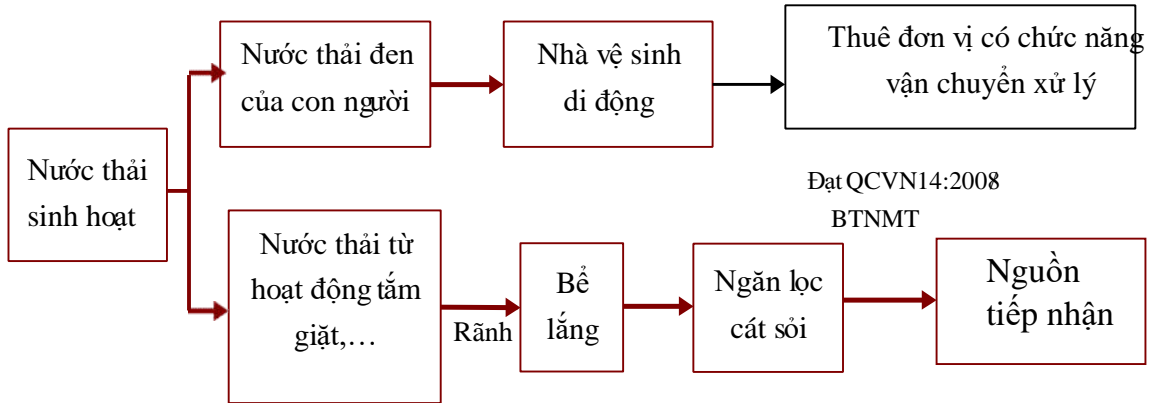 Nước thải đen
của con người
Nhà vệ sinh
di động
Thuê đơn vị có chức năng
vận chuyển xử lý
Nước thải
sinh hoạt
Đạt QCVN14:2008
BTNMT
Nước thải từ
hoạt động tắm
giặt,…
Rãnh
Bể
lắng
Ngăn lọc
cát sỏi
Nguồn
tiếp nhận